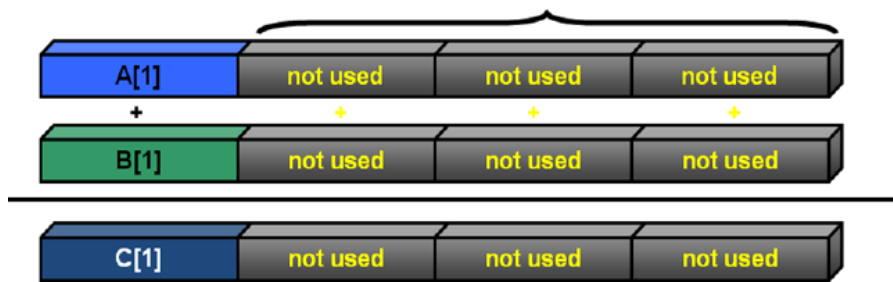 A[1] not used not used not used
+ + + +
B[1] not used not used not used
C[1] not used not used not used